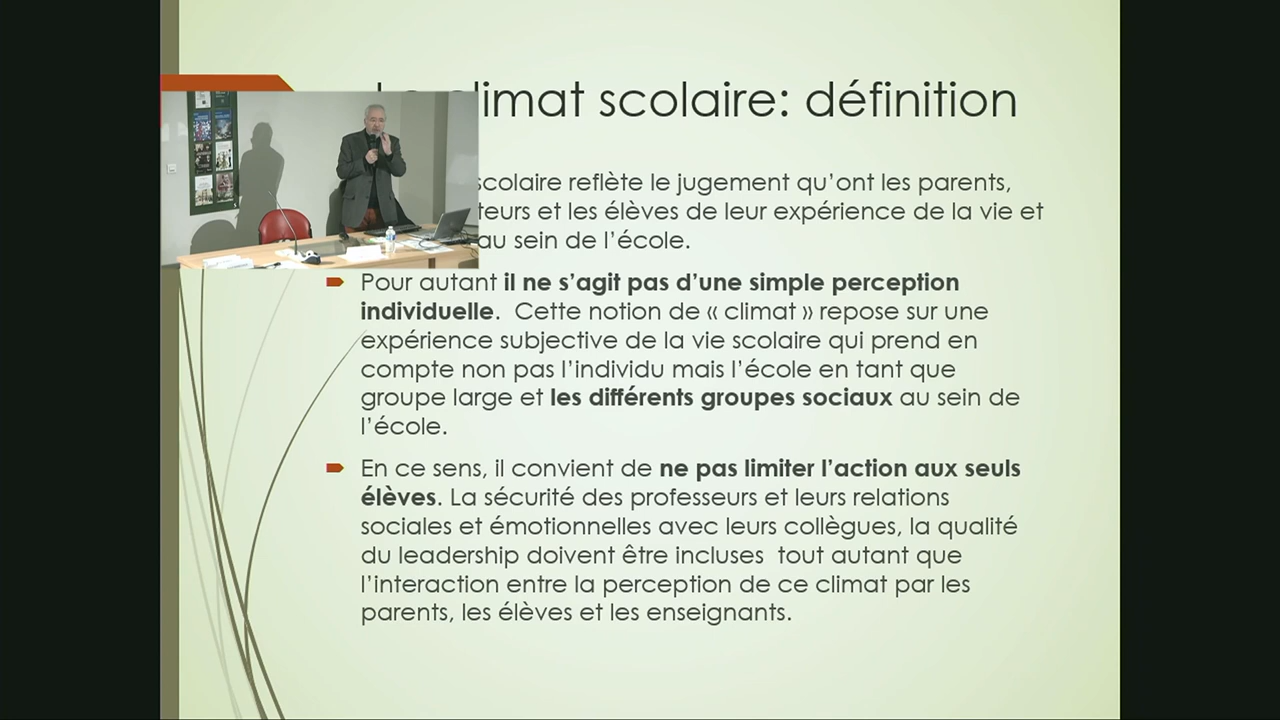 climat scolaire: définition
scolaire reflète le jugement qu’ont les parents,
et les élèves de leur expérience de la vie et
au sein de l’école.
Pour autant il ne s’agit pas d’une simple perception
individuelle.  Cette notion de « climat » repose sur une
expérience subjective de la vie scolaire qui prend en
compte non pas l’individu mais l’école en tant que
groupe large et les différents groupes sociaux au sein de
l’école.
En ce sens, il convient de ne pas limiter l’action aux seuls
élèves. La sécurité des professeurs et leurs relations
sociales et émotionnelles avec leurs collègues, la qualité
du leadership doivent être incluses  tout autant que
l’interaction entre la perception de ce climat par les
parents, les élèves et les enseignants.